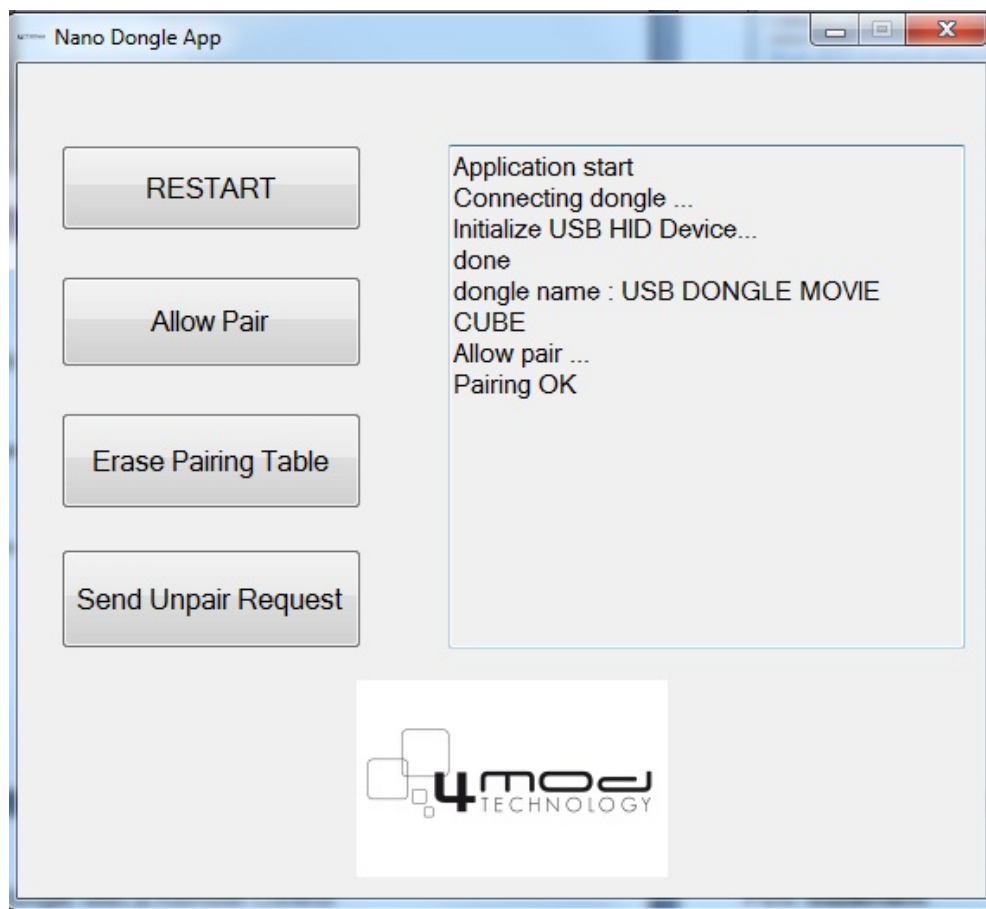 Nano Dongle App
RESTART
Allow Pair
Erase Pairing Table
Send Unpair Request
Application start
Connecting dongle ...
Initialize USB HID Device...
done
dongle name : USB DONGLE MOVIE
CUBE
Allow pair ...
Pairing OK
4MOD
TECHNOLOGY